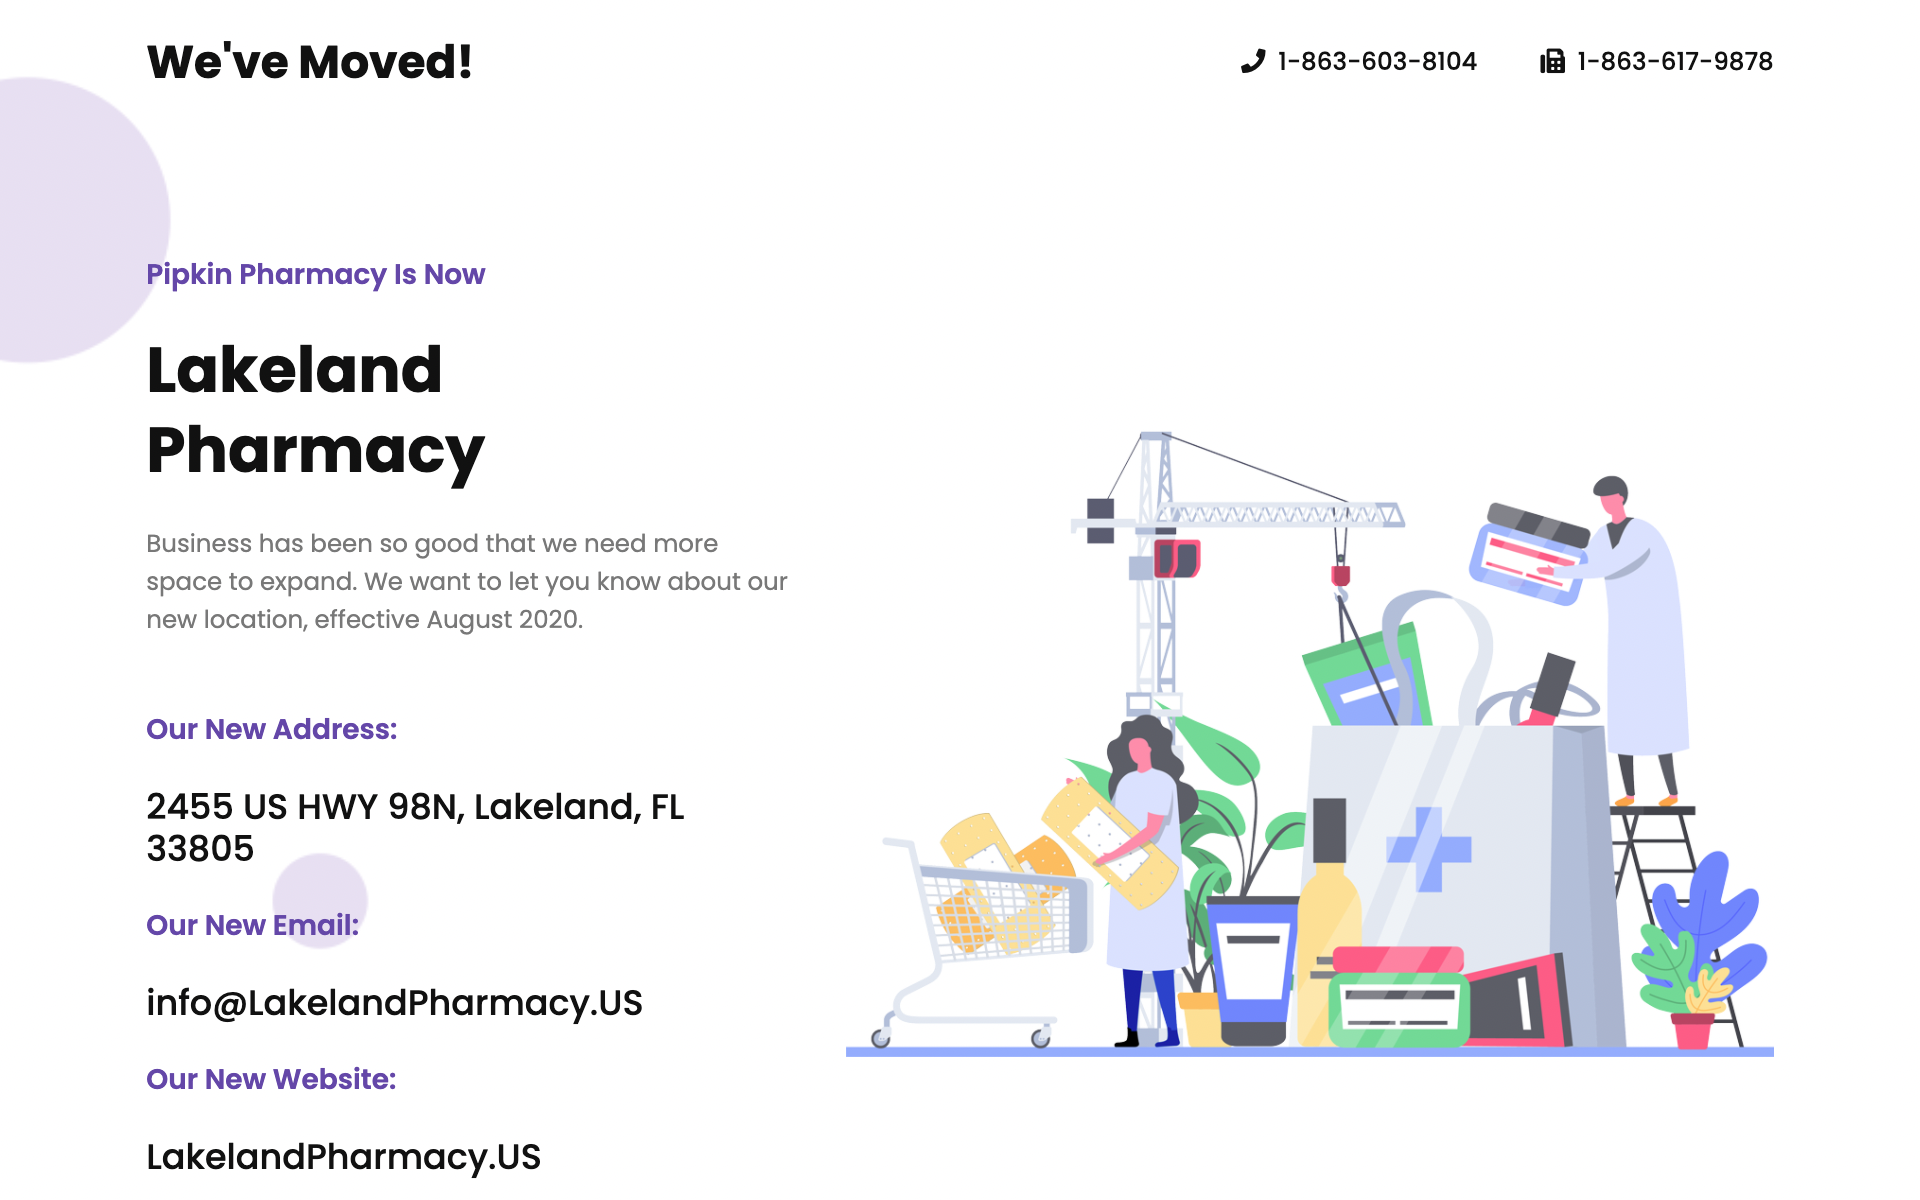 We've Moved!
1-863-603-8104
1-863-617-9878
Pipkin Pharmacy Is Now
Lakeland
Pharmacy
Business has been so good that we need more
space to expand. We want to let you know about our
new location, effective August 2020.
Our New Address:
2455 US HWY 98N, Lakeland, FL
33805
Our New Email:
info@LakelandPharmacy.US
Our New Website:
LakelandPharmacy.US